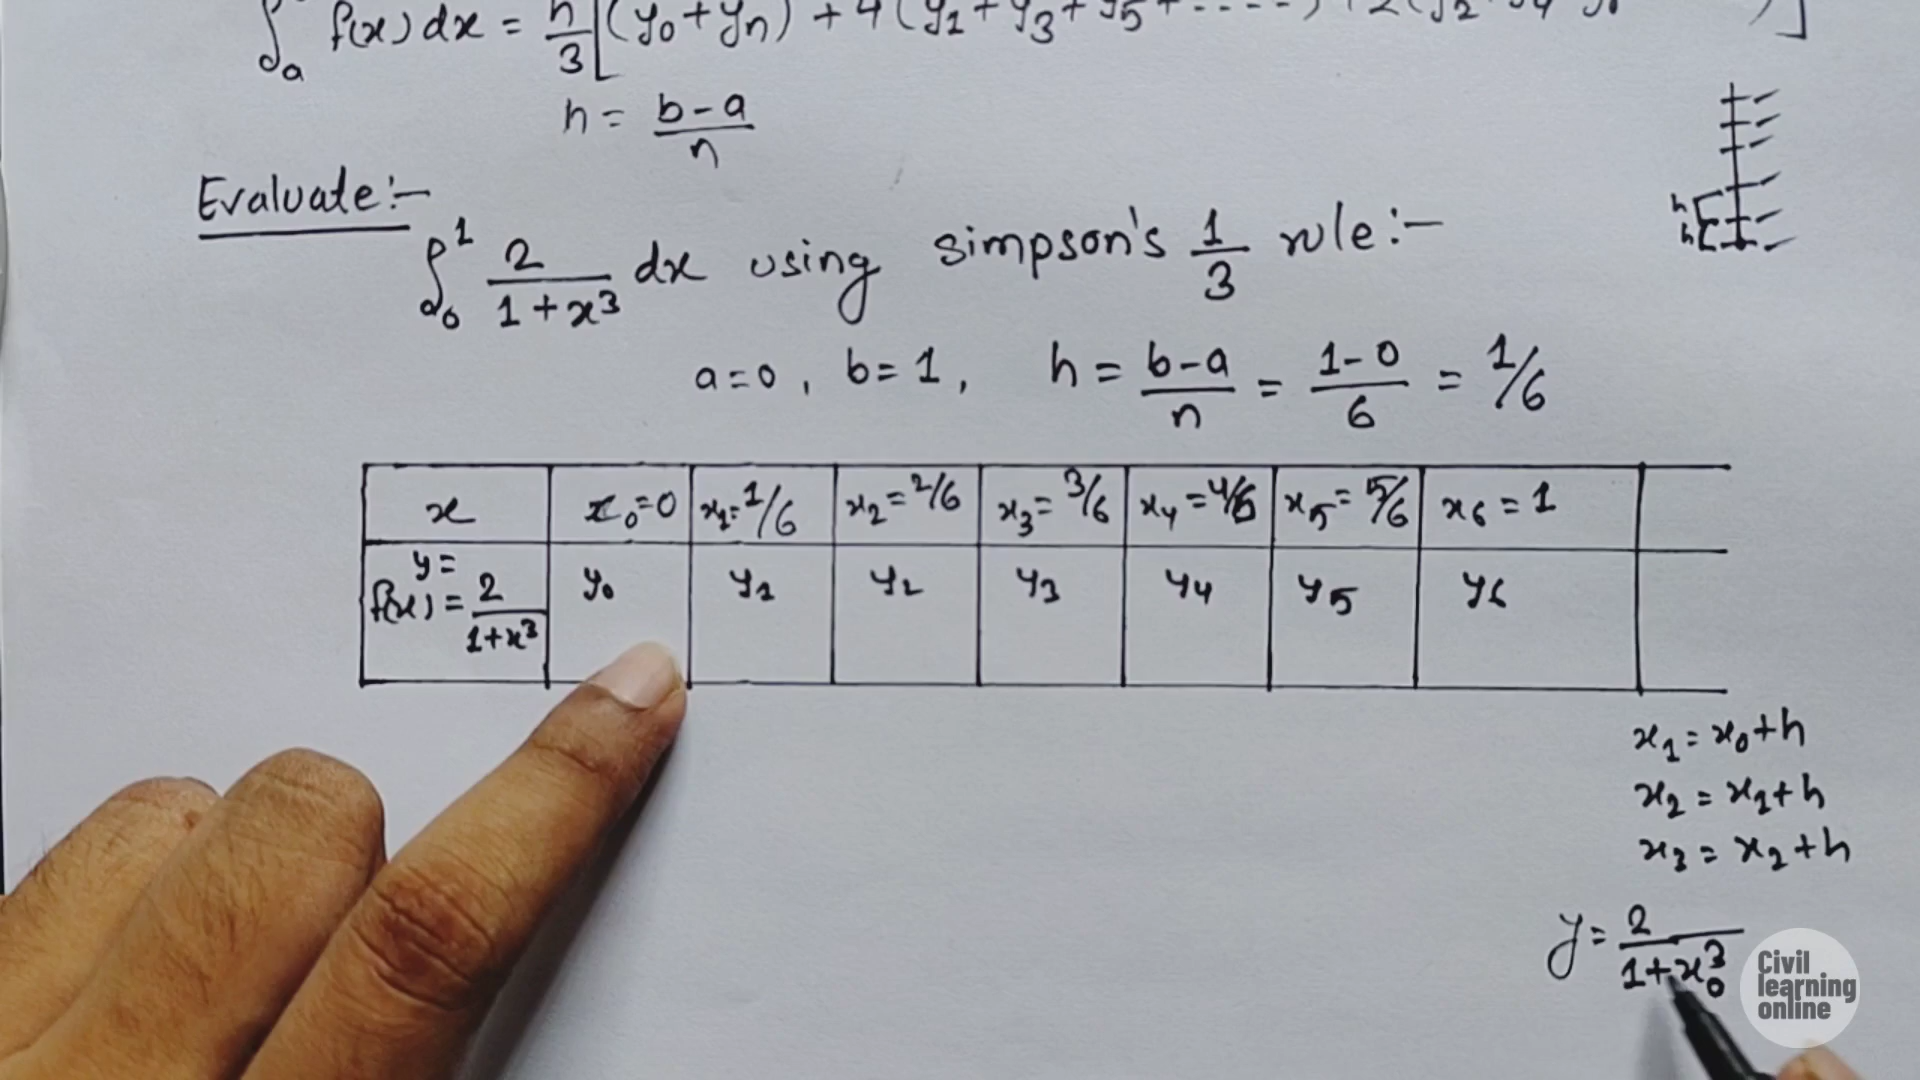 ∫ₐ f(x) dx = h/3 [(y₀+yₙ) + 4(y₁+y₃+y₅+----) + 2(y₂+y₄
h = b-a/n
Evaluate:-
∫₀¹ 2/1+x³ dx using simpson's 1/3 rule:-
h
h
a=0, b=1, h = b-a/n = 1-0/6 = 1/6
x x₀=0 x₁=1/6 x₂=2/6 x₃=3/6 x₄=4/6 x₅=5/6 x₆=1
y= f(x) = 2/1+x³ y₀ y₁ y₂ y₃ y₄ y₅ y₆
x₁=x₀+h
x₂=x₁+h
x₃=x₂+h
y=2/1+x₀³
Civil
learning
online